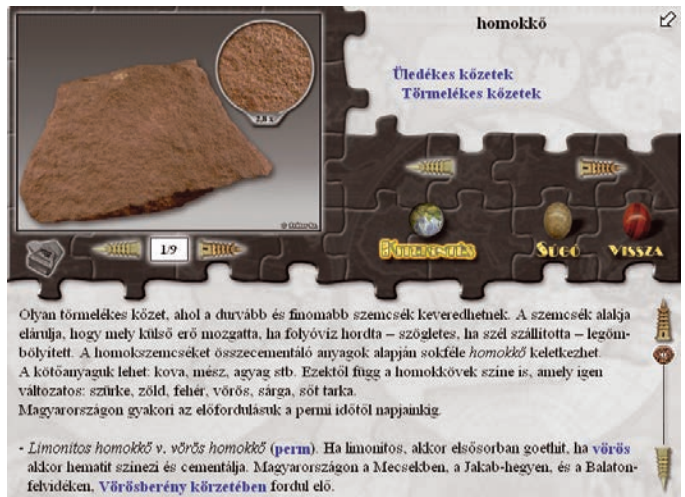 homokkő
Üledékes kőzetek
Törmelékes kőzetek
2,8 x
1/9
SÚGÓ
VISSZA
Olyan törmelékes kőzet, ahol a durvább és finomabb szemcsék keveredhetnek. A szemcsék alakja
elárulja, hogy mely külső erő mozgatta, ha folyóvíz hordta – szögletes, ha szél szállította – legöm-
bölyített. A homokszemcséket összecementáló anyagok alapján sokféle homokkő keletkezhet.
A kötőanyaguk lehet: kova, mész, agyag stb. Ezektől függ a homokkövek színe is, amely igen
változatos: szürke, zöld, fehér, vörös, sárga, sőt tarka.
Magyarországon gyakori az előfordulásuk a permi időtől napjainkig.
- Limonitos homokkő v. vörös homokkő (perm). Ha limonitos, akkor elsősorban goethit, ha vörös
akkor hematit színezi és cementálja. Magyarországon a Mecsekben, a Jakab-hegyen, és a Balaton-
felvidéken, Vörösberény körzetében fordul elő.